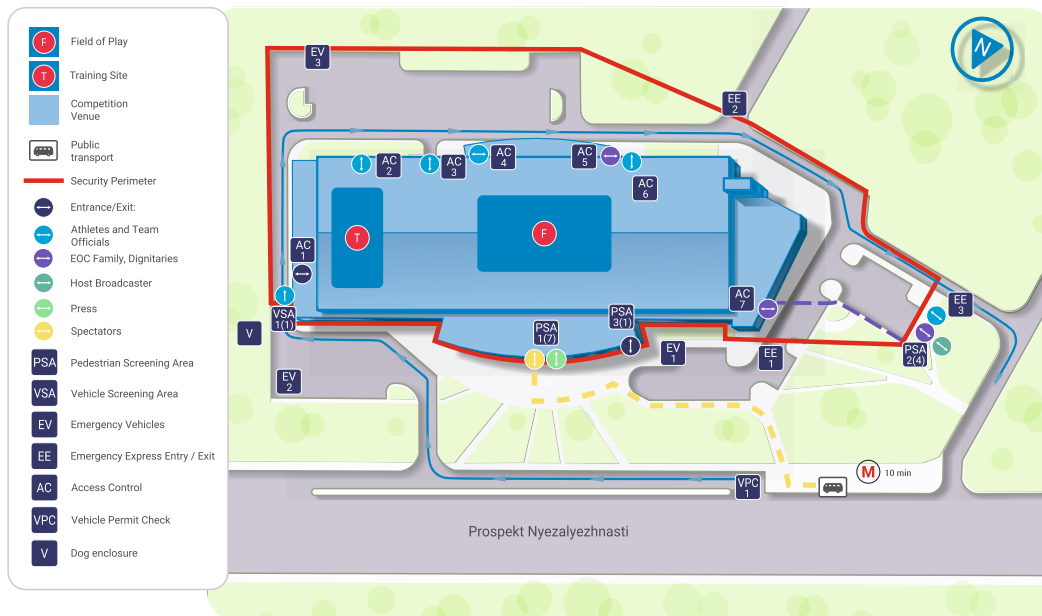 F
Field of Play
T
Training Site
Competition
Venue
Public
transport
Security Perimeter
Entrance/Exit:
Athletes and Team
Officials
EOC Family, Dignitaries
Host Broadcaster
Press
Spectators
PSA
Pedestrian Screening Area
VSA
Vehicle Screening Area
EV
Emergency Vehicles
EE
Emergency Express Entry / Exit
AC
Access Control
VPC
Vehicle Permit Check
V
Dog enclosure
N
EV
3
EE
2
AC
2
AC
3
AC
4
AC
5
AC
6
T
F
AC
1
AC
7
VSA
1(1)
PSA
3(1)
PSA
1(7)
EE
3
V
EV
1
EE
1
PSA
2(4)
EV
2
M
10 min
VPC
1
Prospekt Nyezalyezhnasti